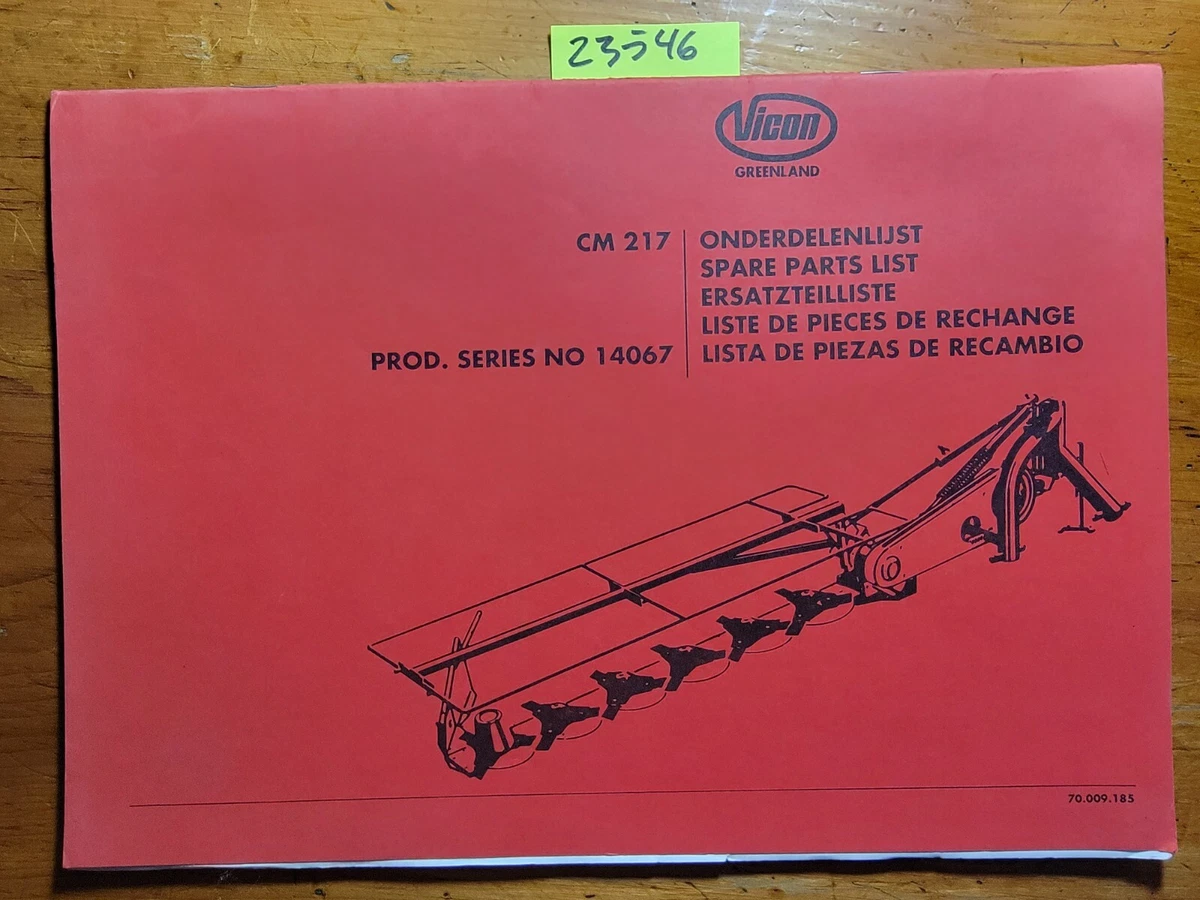 23546
Vicon
GREENLAND
CM 217
ONDERDELENLIJST
SPARE PARTS LIST
ERSATZTEILLISTE
LISTE DE PIECES DE RECHANGE
PROD. SERIES NO 14067
LISTA DE PIEZAS DE RECAMBIO
70.009.185